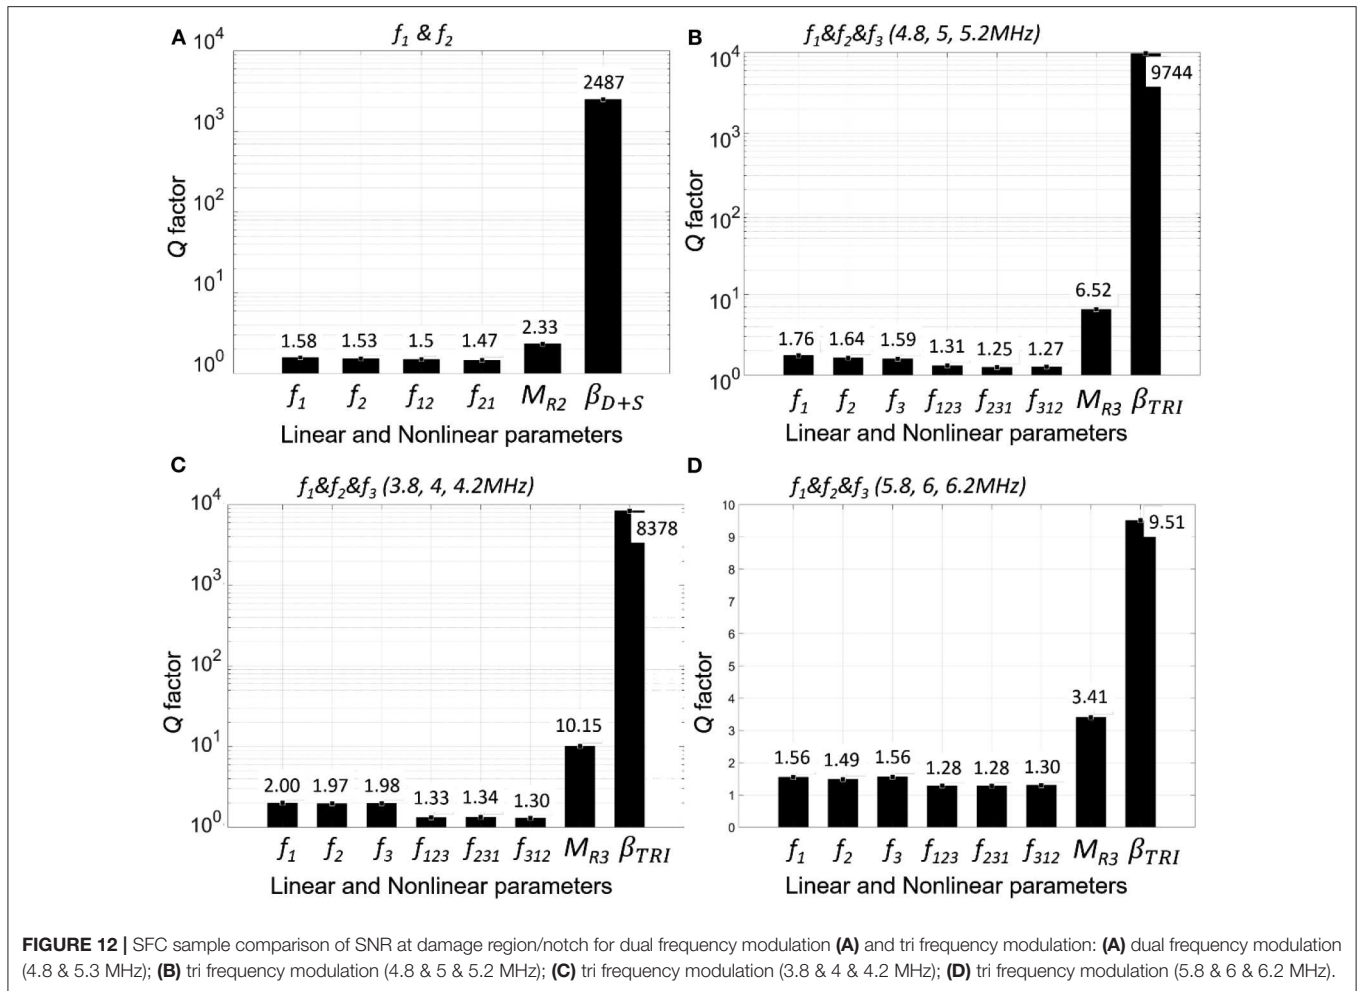 A
f1 & f2
Q factor
10^4
10^3
10^2
10^1
10^0
1.58
1.53
1.5
1.47
2.33
2487
f1 f2 f12 f21 MR2 βD+S
Linear and Nonlinear parameters
B
f1&f2&f3 (4.8, 5, 5.2MHz)
Q factor
10^4
10^3
10^2
10^1
10^0
1.76
1.64
1.59
1.31
1.25
1.27
6.52
9744
f1 f2 f3 f123 f231 f312 MR3 βTRI
Linear and Nonlinear parameters
C
f1&f2&f3 (3.8, 4, 4.2MHz)
Q factor
10^4
10^3
10^2
10^1
10^0
2.00
1.97
1.98
1.33
1.34
1.30
10.15
8378
f1 f2 f3 f123 f231 f312 MR3 βTRI
Linear and Nonlinear parameters
D
f1&f2&f3 (5.8, 6, 6.2MHz)
Q factor
10
9
8
7
6
5
4
3
2
1
0
1.56
1.49
1.56
1.28
1.28
1.30
3.41
9.51
f1 f2 f3 f123 f231 f312 MR3 βTRI
Linear and Nonlinear parameters
FIGURE 12 | SFC sample comparison of SNR at damage region/notch for dual frequency modulation (A) and tri frequency modulation: (A) dual frequency modulation
(4.8 & 5.3 MHz); (B) tri frequency modulation (4.8 & 5 & 5.2 MHz); (C) tri frequency modulation (3.8 & 4 & 4.2 MHz); (D) tri frequency modulation (5.8 & 6 & 6.2 MHz).